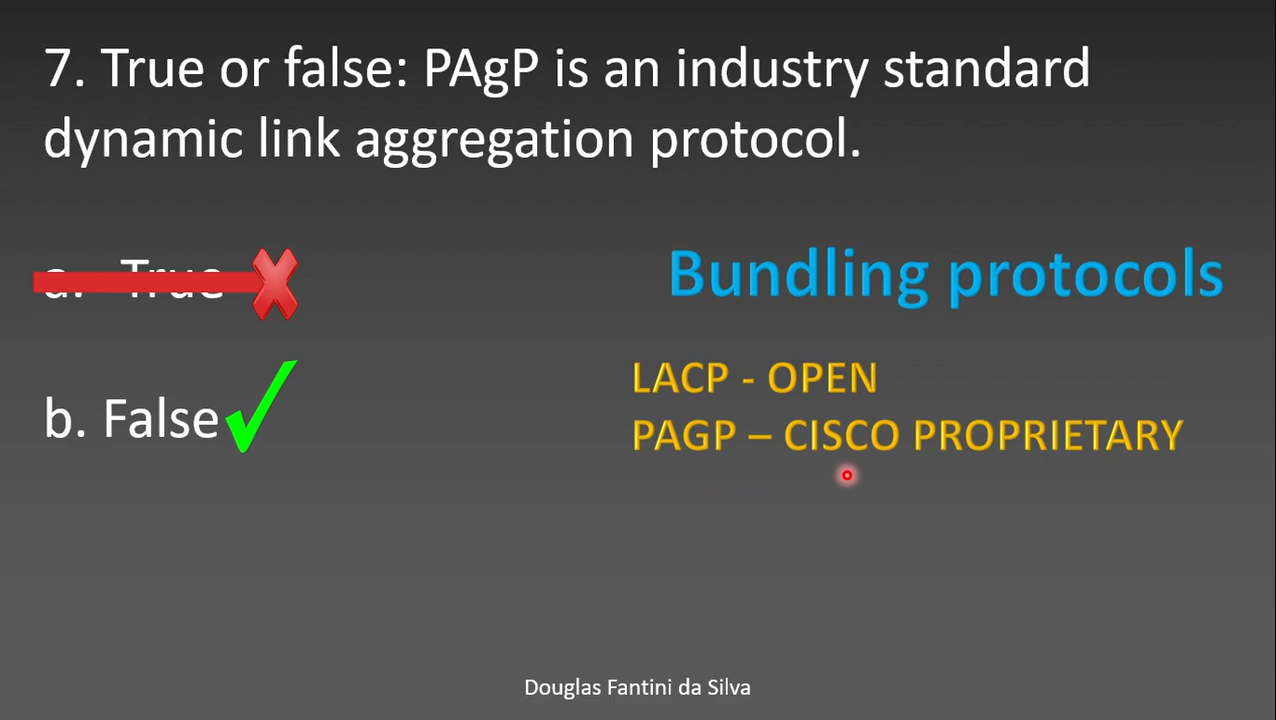 7. True or false: PAgP is an industry standard
dynamic link aggregation protocol.
a. True
b. False
Bundling protocols
LACP - OPEN
PAGP – CISCO PROPRIETARY
Douglas Fantini da Silva